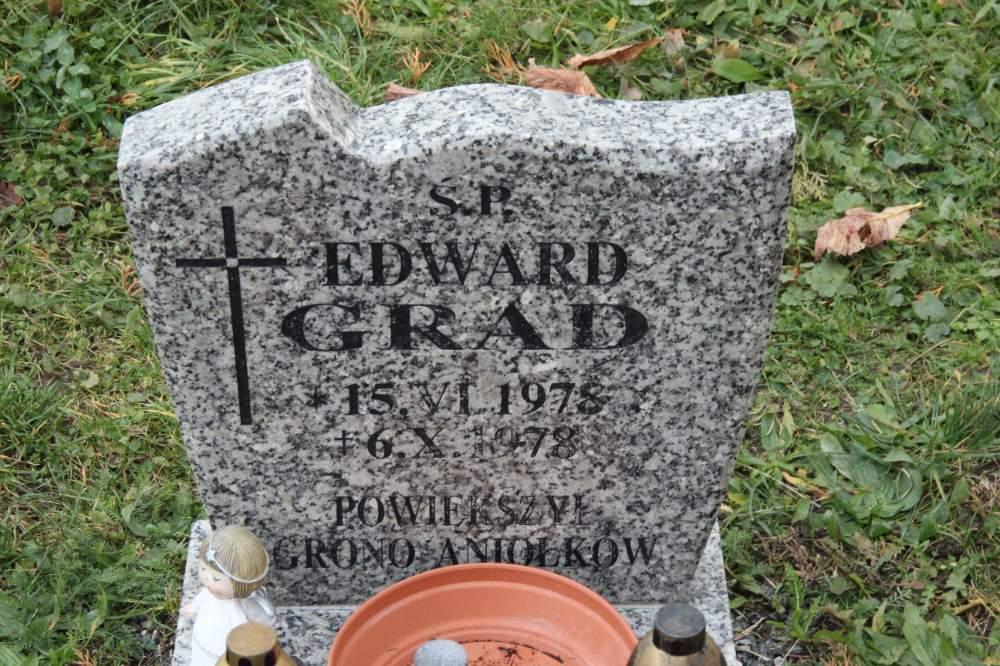 Ś.P.
EDWARD
GRAD
* 15. VI. 1978
+ 6. X. 1978
POWIĘKSZYŁ
GRONO ANIOŁKÓW